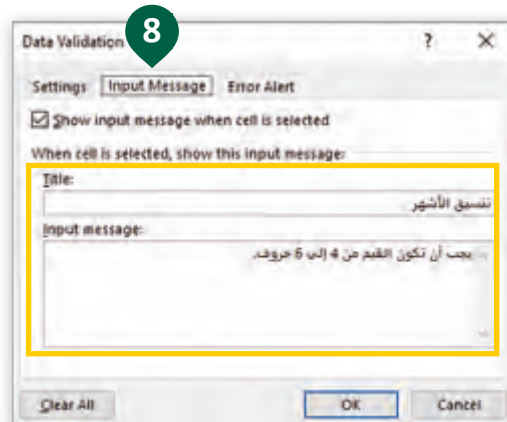 8
Data Validation ? ×
Settings Input Message Error Alert
Show input message when cell is selected
When cell is selected, show this input message:
Title:
تنسيق الأشهر
Input message:
يجب أن تكون القيم من 4 إلى 6 حروف.
Clear All OK Cancel